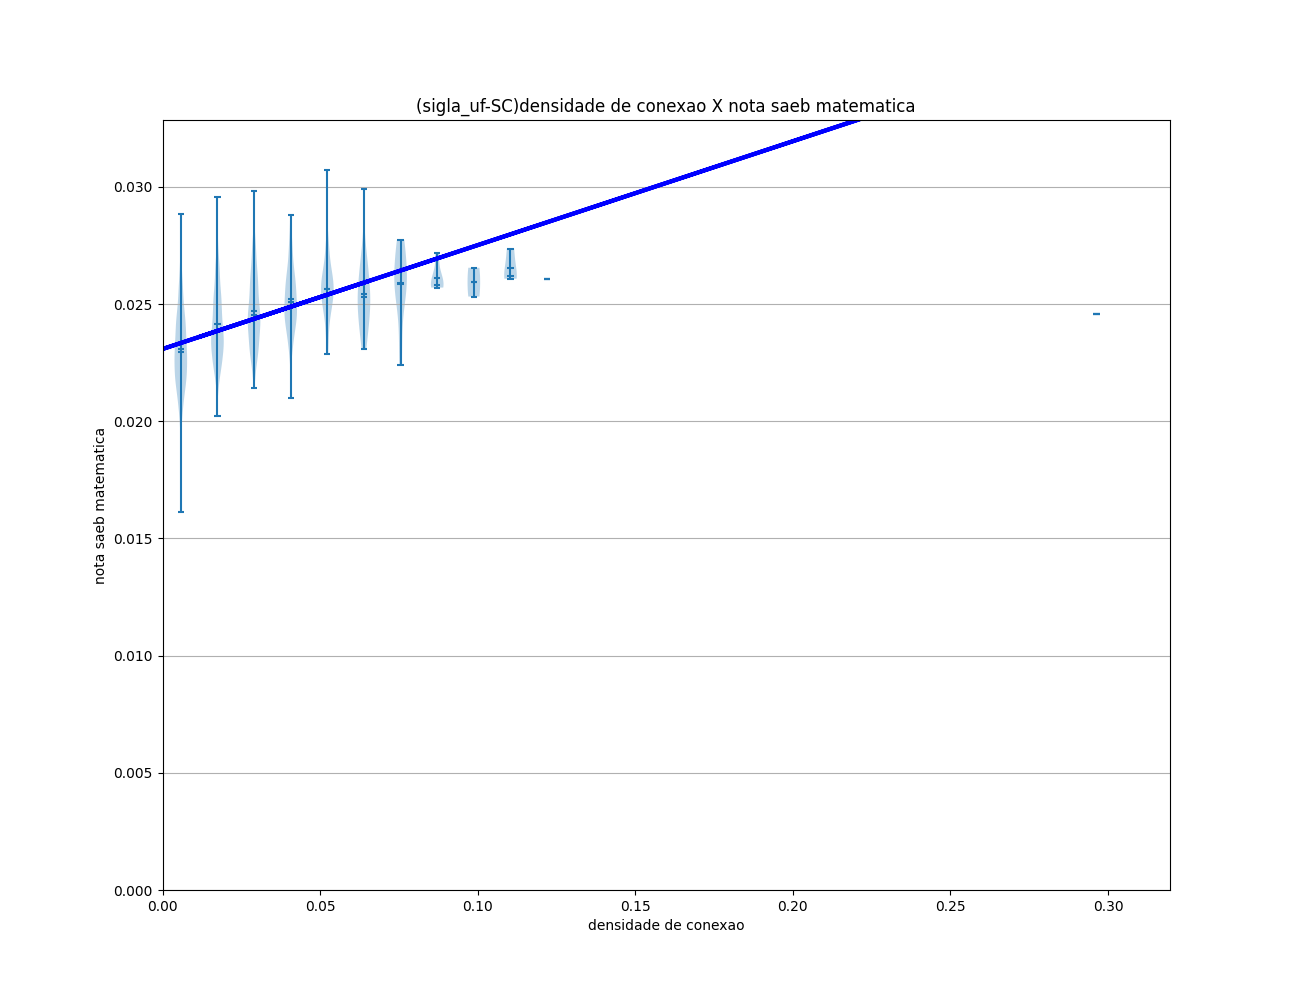 (sigla_uf-SC)densidade de conexao X nota saeb matematica
0.030
0.025
0.020
0.015
0.010
0.005
0.000
nota saeb matematica
0.00 0.05 0.10 0.15 0.20 0.25 0.30
densidade de conexao